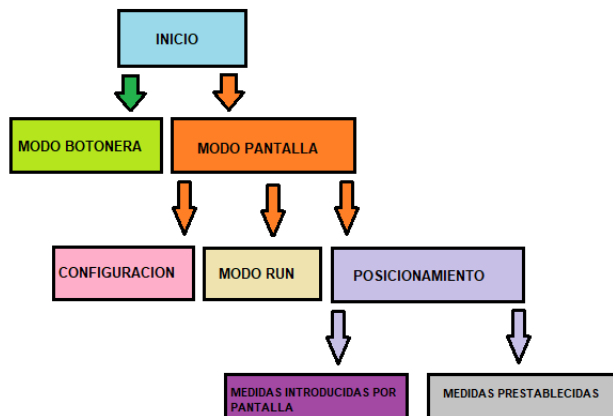 INICIO
MODO BOTONERA
MODO PANTALLA
CONFIGURACION
MODO RUN
POSICIONAMIENTO
MEDIDAS INTRODUCIDAS POR
PANTALLA
MEDIDAS PRESTABLECIDAS